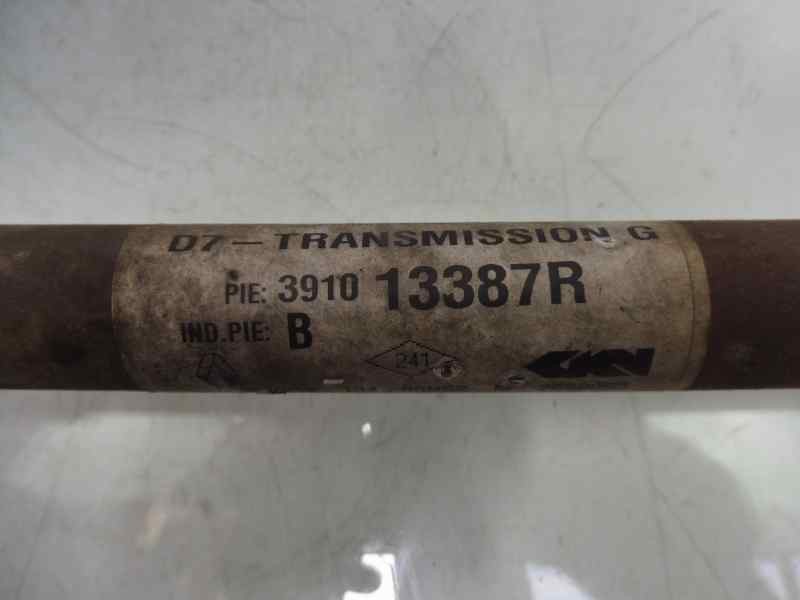 D7-TRANSMISSION G
PIE: 3910 13387R
IND.PIE: B
241 GKN